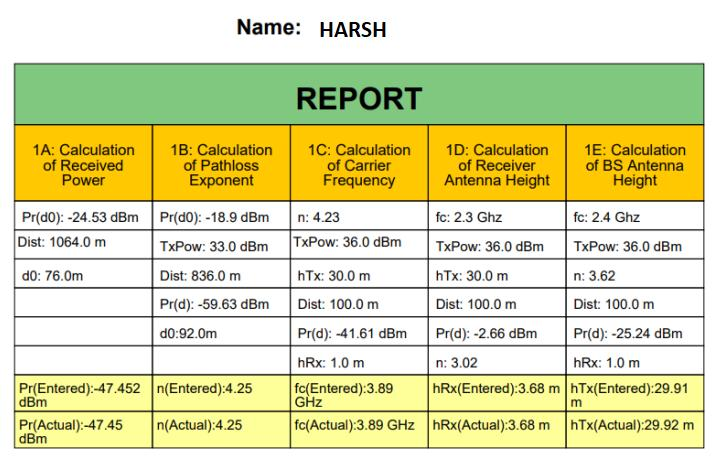 Name: HARSH
REPORT
1A: Calculation of Received Power
1B: Calculation of Pathloss Exponent
1C: Calculation of Carrier Frequency
1D: Calculation of Receiver Antenna Height
1E: Calculation of BS Antenna Height
Pr(d0): -24.53 dBm
Pr(d0): -18.9 dBm
n: 4.23
fc: 2.3 Ghz
fc: 2.4 Ghz
Dist: 1064.0 m
TxPow: 33.0 dBm
TxPow: 36.0 dBm
TxPow: 36.0 dBm
TxPow: 36.0 dBm
d0: 76.0m
Dist: 836.0 m
hTx: 30.0 m
hTx: 30.0 m
n: 3.62
Pr(d): -59.63 dBm
Dist: 100.0 m
Dist: 100.0 m
Dist: 100.0 m
d0:92.0m
Pr(d): -41.61 dBm
Pr(d): -2.66 dBm
Pr(d): -25.24 dBm
hRx: 1.0 m
n: 3.02
hRx: 1.0 m
Pr(Entered):-47.452 dBm
n(Entered):4.25
fc(Entered):3.89 GHz
hRx(Entered):3.68 m
hTx(Entered):29.91 m
Pr(Actual):-47.45 dBm
n(Actual):4.25
fc(Actual):3.89 GHz
hRx(Actual):3.68 m
hTx(Actual):29.92 m